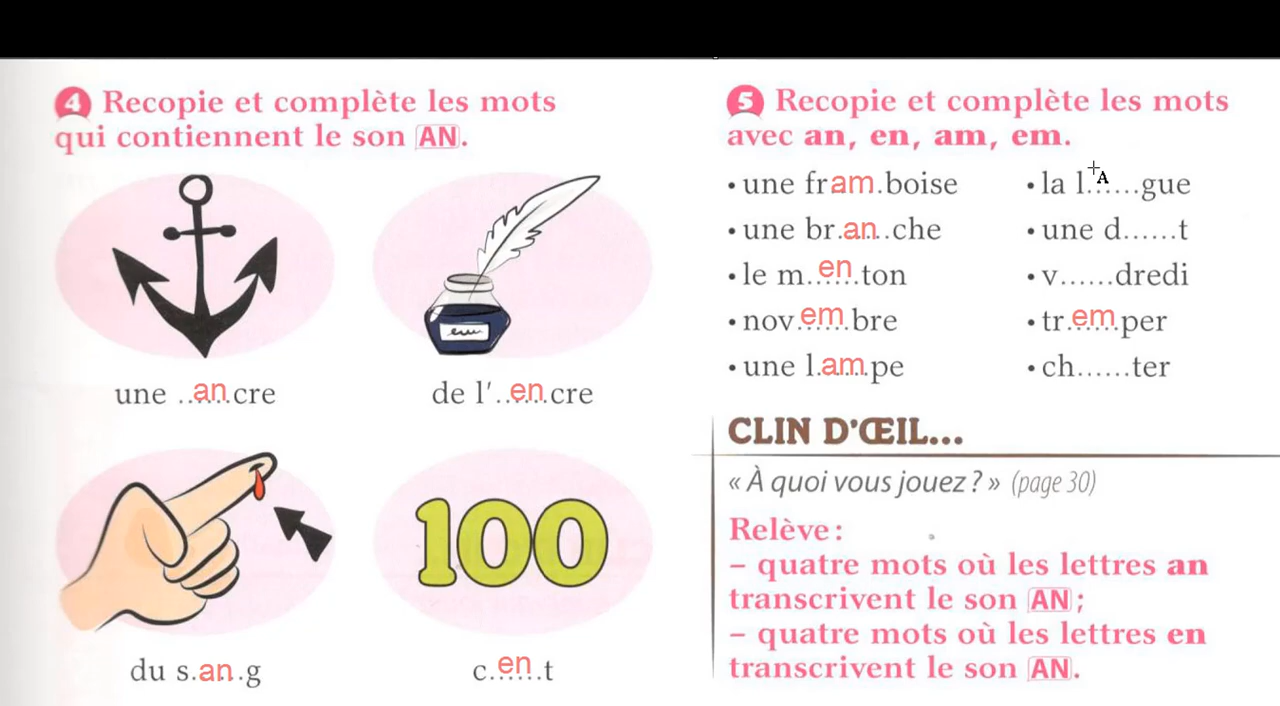 4 Recopie et complète les mots
qui contiennent le son AN.
une ..an.cre
de l'..en.cre
du s.an.g
c.en.t
5 Recopie et complète les mots
avec an, en, am, em.
• une fram.boise
• une br.an..che
• le m..en..ton
• nov.em..bre
• une l.am.pe
• la l......gue
• une d......t
• v......dredi
• tr.em.per
• ch......ter
CLIN D'ŒIL...
« À quoi vous jouez ? » (page 30)
Relève :
– quatre mots où les lettres an
transcrivent le son AN ;
– quatre mots où les lettres en
transcrivent le son AN.